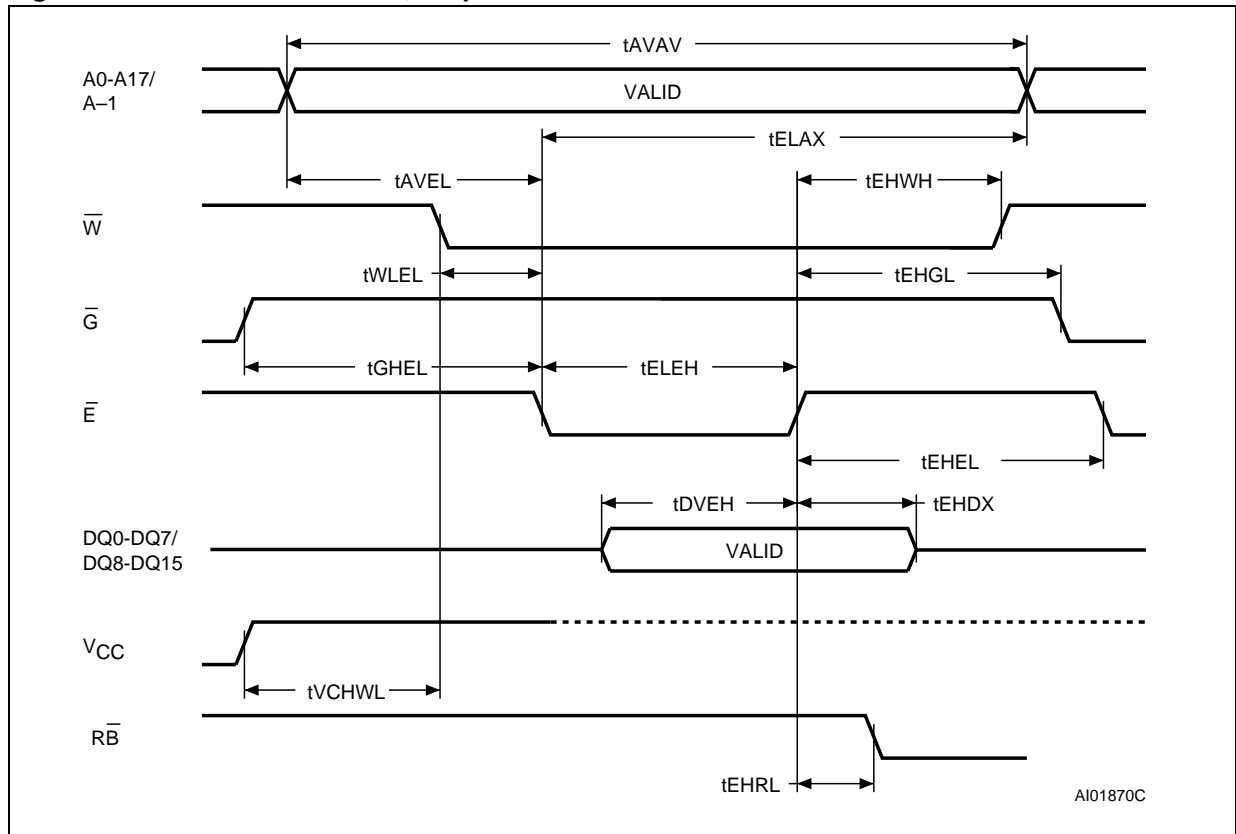 tAVAV
A0-A17/
A–1
VALID
tELAX
tAVEL
tEHWH
W̅
tWLEL
tEHGL
G̅
tGHEL
tELEH
E̅
tEHEL
tDVEH
tEHDX
DQ0-DQ7/
DQ8-DQ15
VALID
VCC
tVCHWL
RB̅
tEHRL
AI01870C